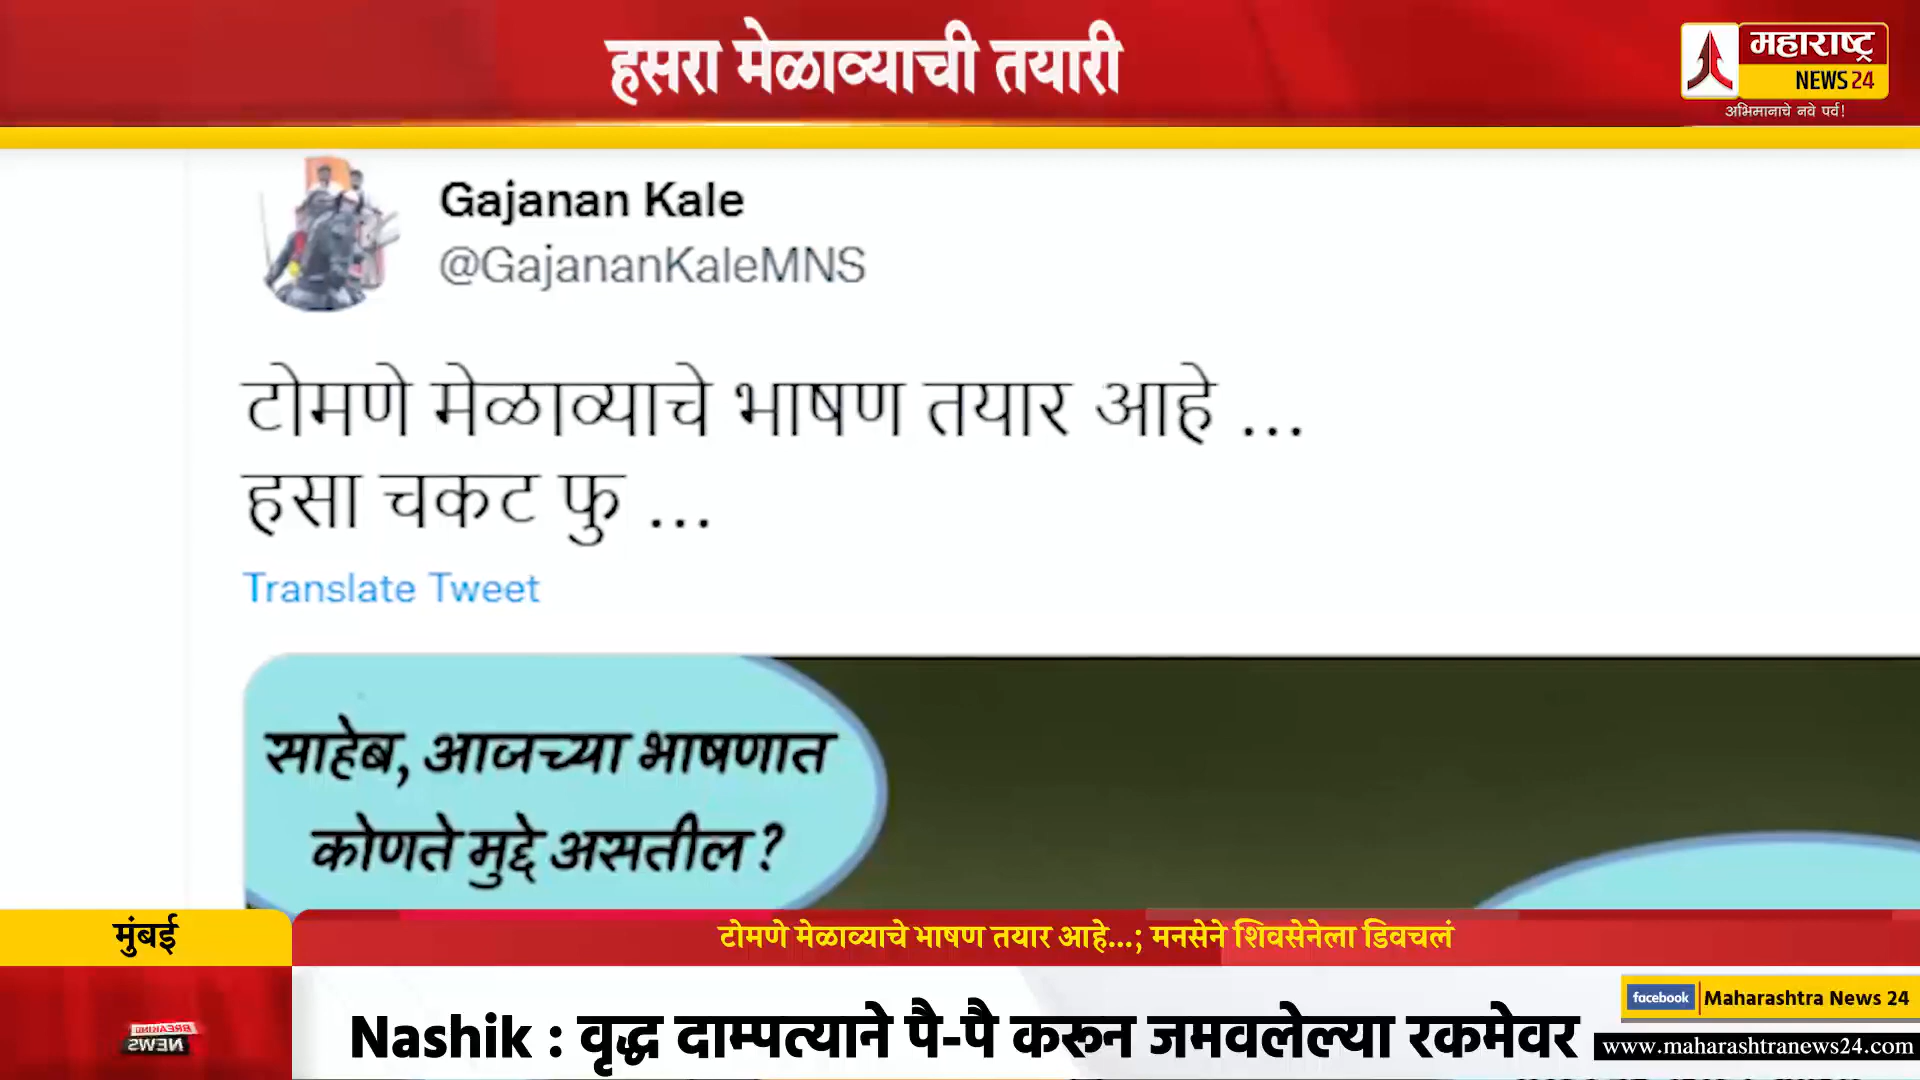 हसरा मेळाव्याची तयारी
महाराष्ट्र
NEWS 24
अभिमानाचे नवे पर्व!
Gajanan Kale
@GajananKaleMNS
टोमणे मेळाव्याचे भाषण तयार आहे ...
हसा चकट फु ...
Translate Tweet
साहेब, आजच्या भाषणात
कोणते मुद्दे असतील ?
मुंबई
टोमणे मेळाव्याचे भाषण तयार आहे...; मनसेने शिवसेनेला डिवचलं
BREAKING
NEWS
Nashik : वृद्ध दाम्पत्याने पै-पै करून जमवलेल्या रकमेवर
facebook
Maharashtra News 24
www.maharashtranews24.com